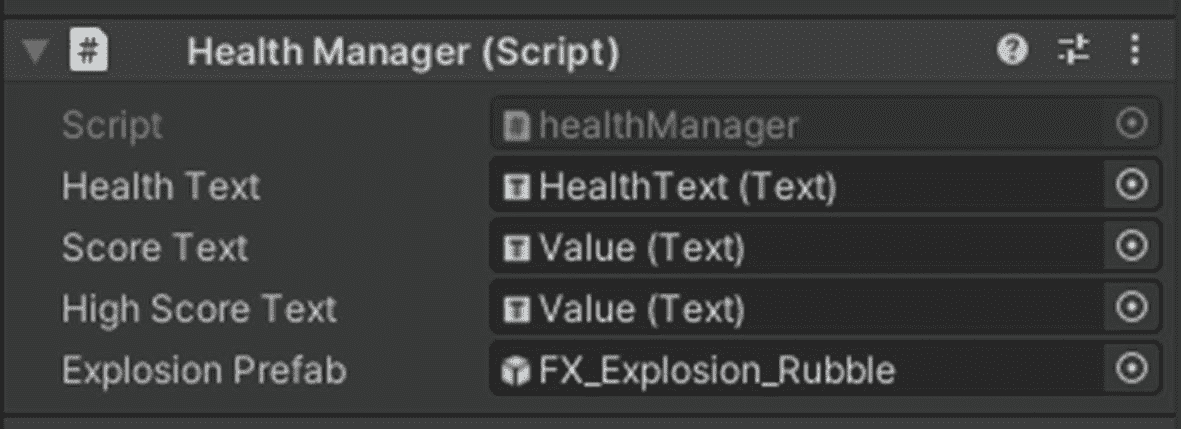 Health Manager (Script)
Script healthManager
Health Text HealthText (Text)
Score Text Value (Text)
High Score Text Value (Text)
Explosion Prefab FX_Explosion_Rubble